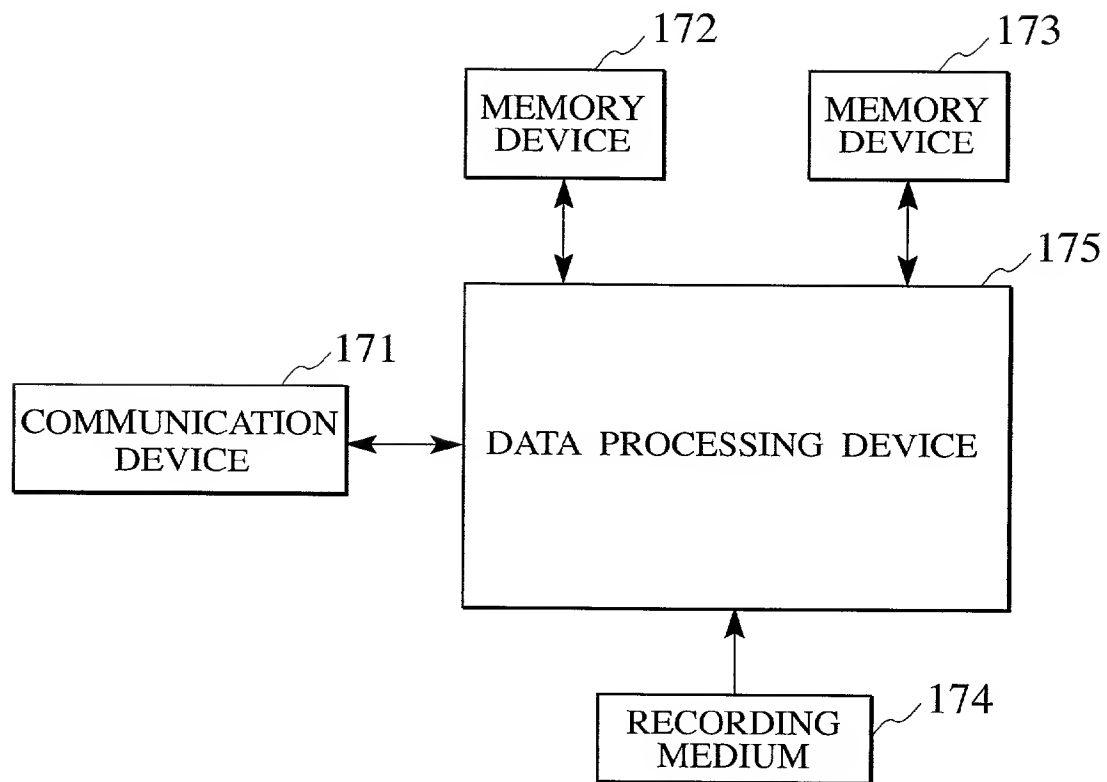 172
173
MEMORY
DEVICE
MEMORY
DEVICE
175
171
COMMUNICATION
DEVICE
DATA PROCESSING DEVICE
174
RECORDING
MEDIUM